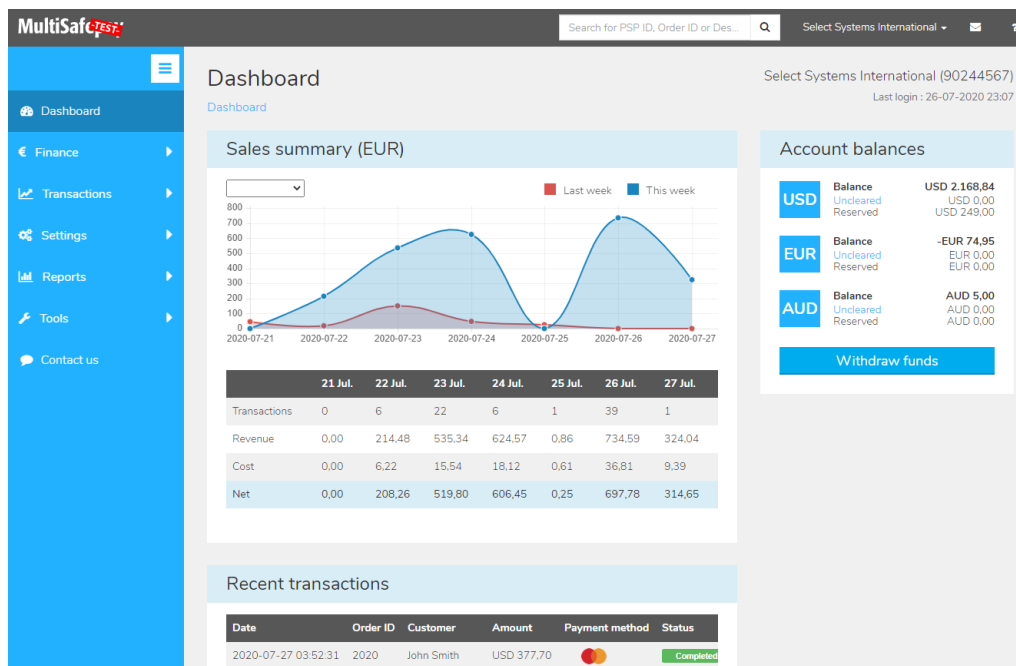 MultiSafepay -TEST-
Search for PSP ID, Order ID or Des...
Select Systems International
?
Dashboard
Finance
Transactions
Settings
Reports
Tools
Contact us
Dashboard
Dashboard
Select Systems International (90244567)
Last login : 26-07-2020 23:07
Sales summary (EUR)
Last week This week
800
700
600
500
400
300
200
100
0
2020-07-21 2020-07-22 2020-07-23 2020-07-24 2020-07-25 2020-07-26 2020-07-27
21 Jul. 22 Jul. 23 Jul. 24 Jul. 25 Jul. 26 Jul. 27 Jul.
Transactions 0 6 22 6 1 39 1
Revenue 0,00 214,48 535,34 624,57 0,86 734,59 324,04
Cost 0,00 6,22 15,54 18,12 0,61 36,81 9,39
Net 0,00 208,26 519,80 606,45 0,25 697,78 314,65
Account balances
USD
Balance USD 2.168,84
Uncleared USD 0,00
Reserved USD 249,00
EUR
Balance -EUR 74,95
Uncleared EUR 0,00
Reserved EUR 0,00
AUD
Balance AUD 5,00
Uncleared AUD 0,00
Reserved AUD 0,00
Withdraw funds
Recent transactions
Date Order ID Customer Amount Payment method Status
2020-07-27 03:52:31 2020 John Smith USD 377,70 Completed